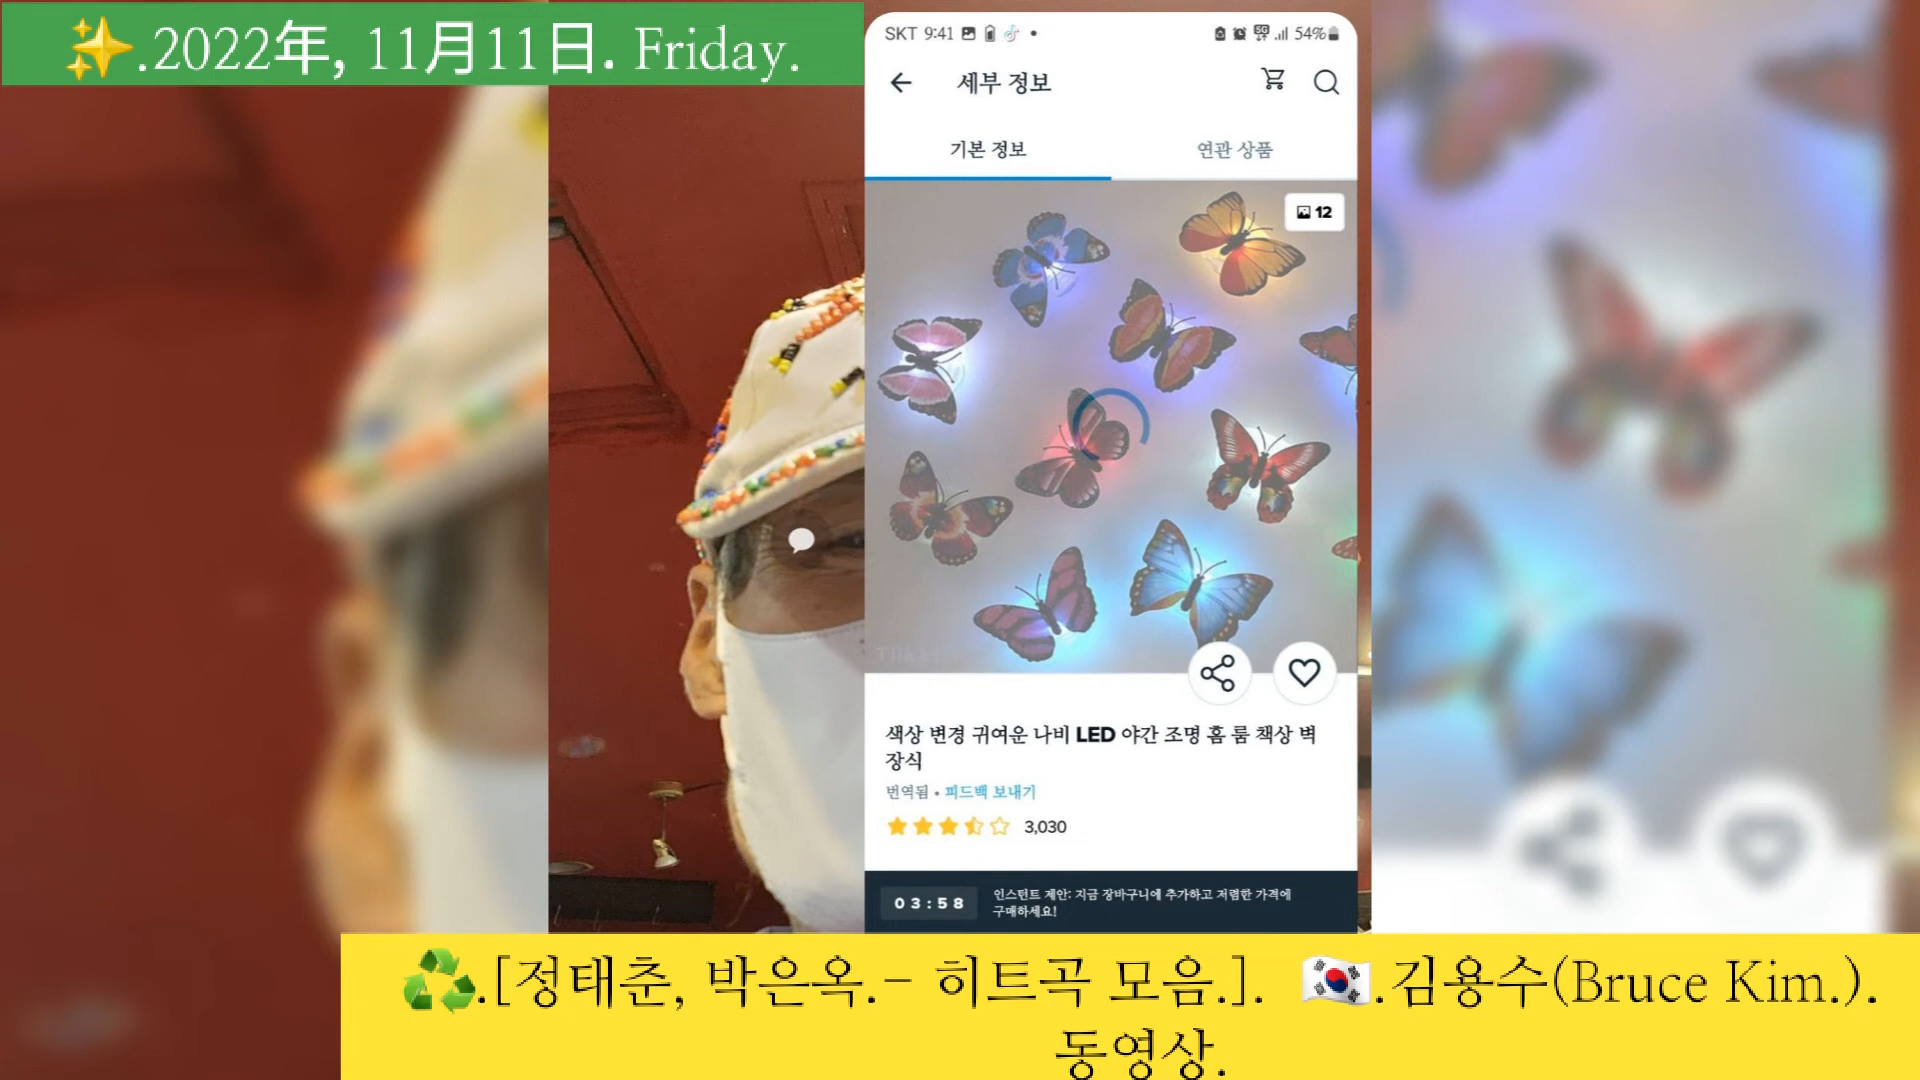 ✨.2022年, 11月11日. Friday.
SKT 9:41
54%
세부 정보
기본 정보
연관 상품
12
색상 변경 귀여운 나비 LED 야간 조명 홈 룸 책상 벽
장식
번역됨 • 피드백 보내기
3,030
03:58
인스턴트 제안: 지금 장바구니에 추가하고 저렴한 가격에
구매하세요!
♻️.[정태춘, 박은옥.- 히트곡 모음.]. 🇰🇷.김용수(Bruce Kim.).
동영상.